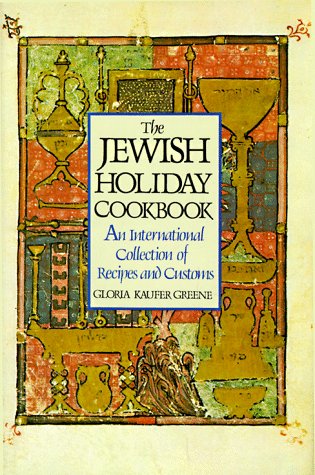 The
JEWISH
HOLIDAY
COOKBOOK
An International
Collection of
Recipes and Customs
GLORIA KAUFER GREENE